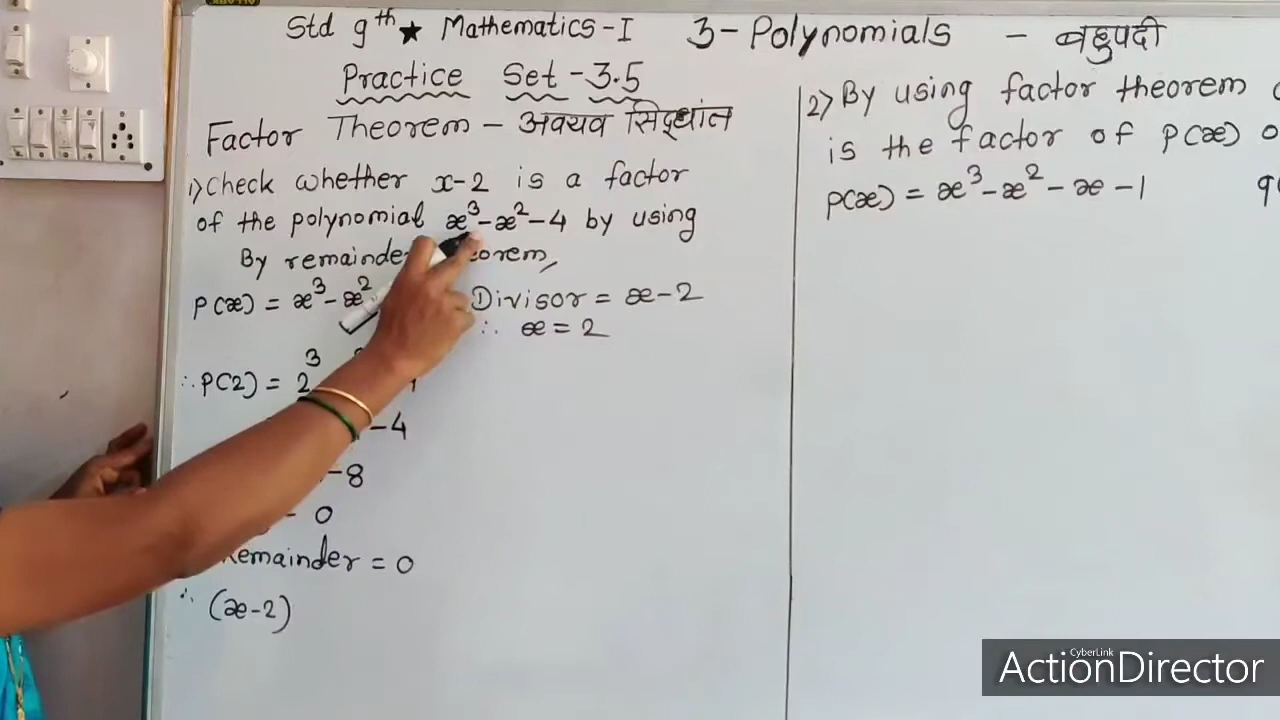 Std 9th ★ Mathematics-I 3-Polynomials - बहुपदी
Practice Set-3.5
Factor Theorem - अवयव सिद्धांत
1) Check whether x-2 is a factor
of the polynomial x³-x²-4 by using
By remainder
P(x) = x³-x² Divisor = x-2
∴ x = 2
∴ P(2) = 2³
-4
-8
= 0
Remainder = 0
∴ (x-2)
2) By using factor theorem
is the factor of P(x)
P(x) = x³-x²-x-1
CyberLink
ActionDirector